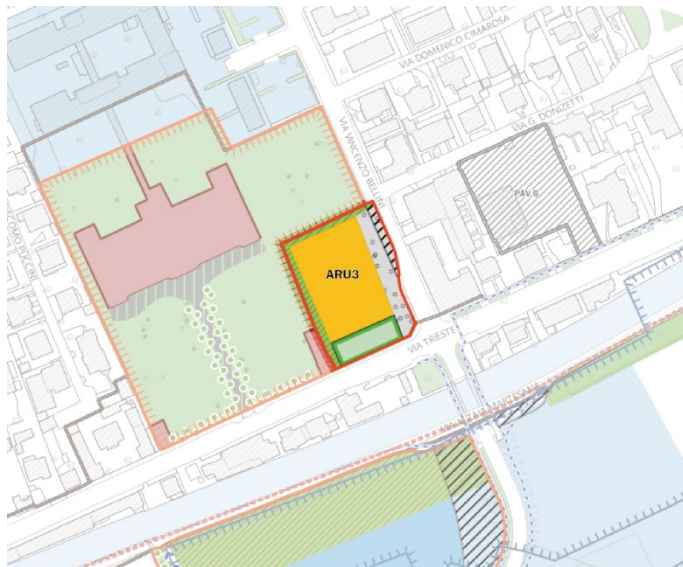 VIA DOMENICO CIMAROSA
VIA G. DONIZETTI
VIA VINCENZO BELLINI
PAV.6
ARU3
VIA TRIESTE